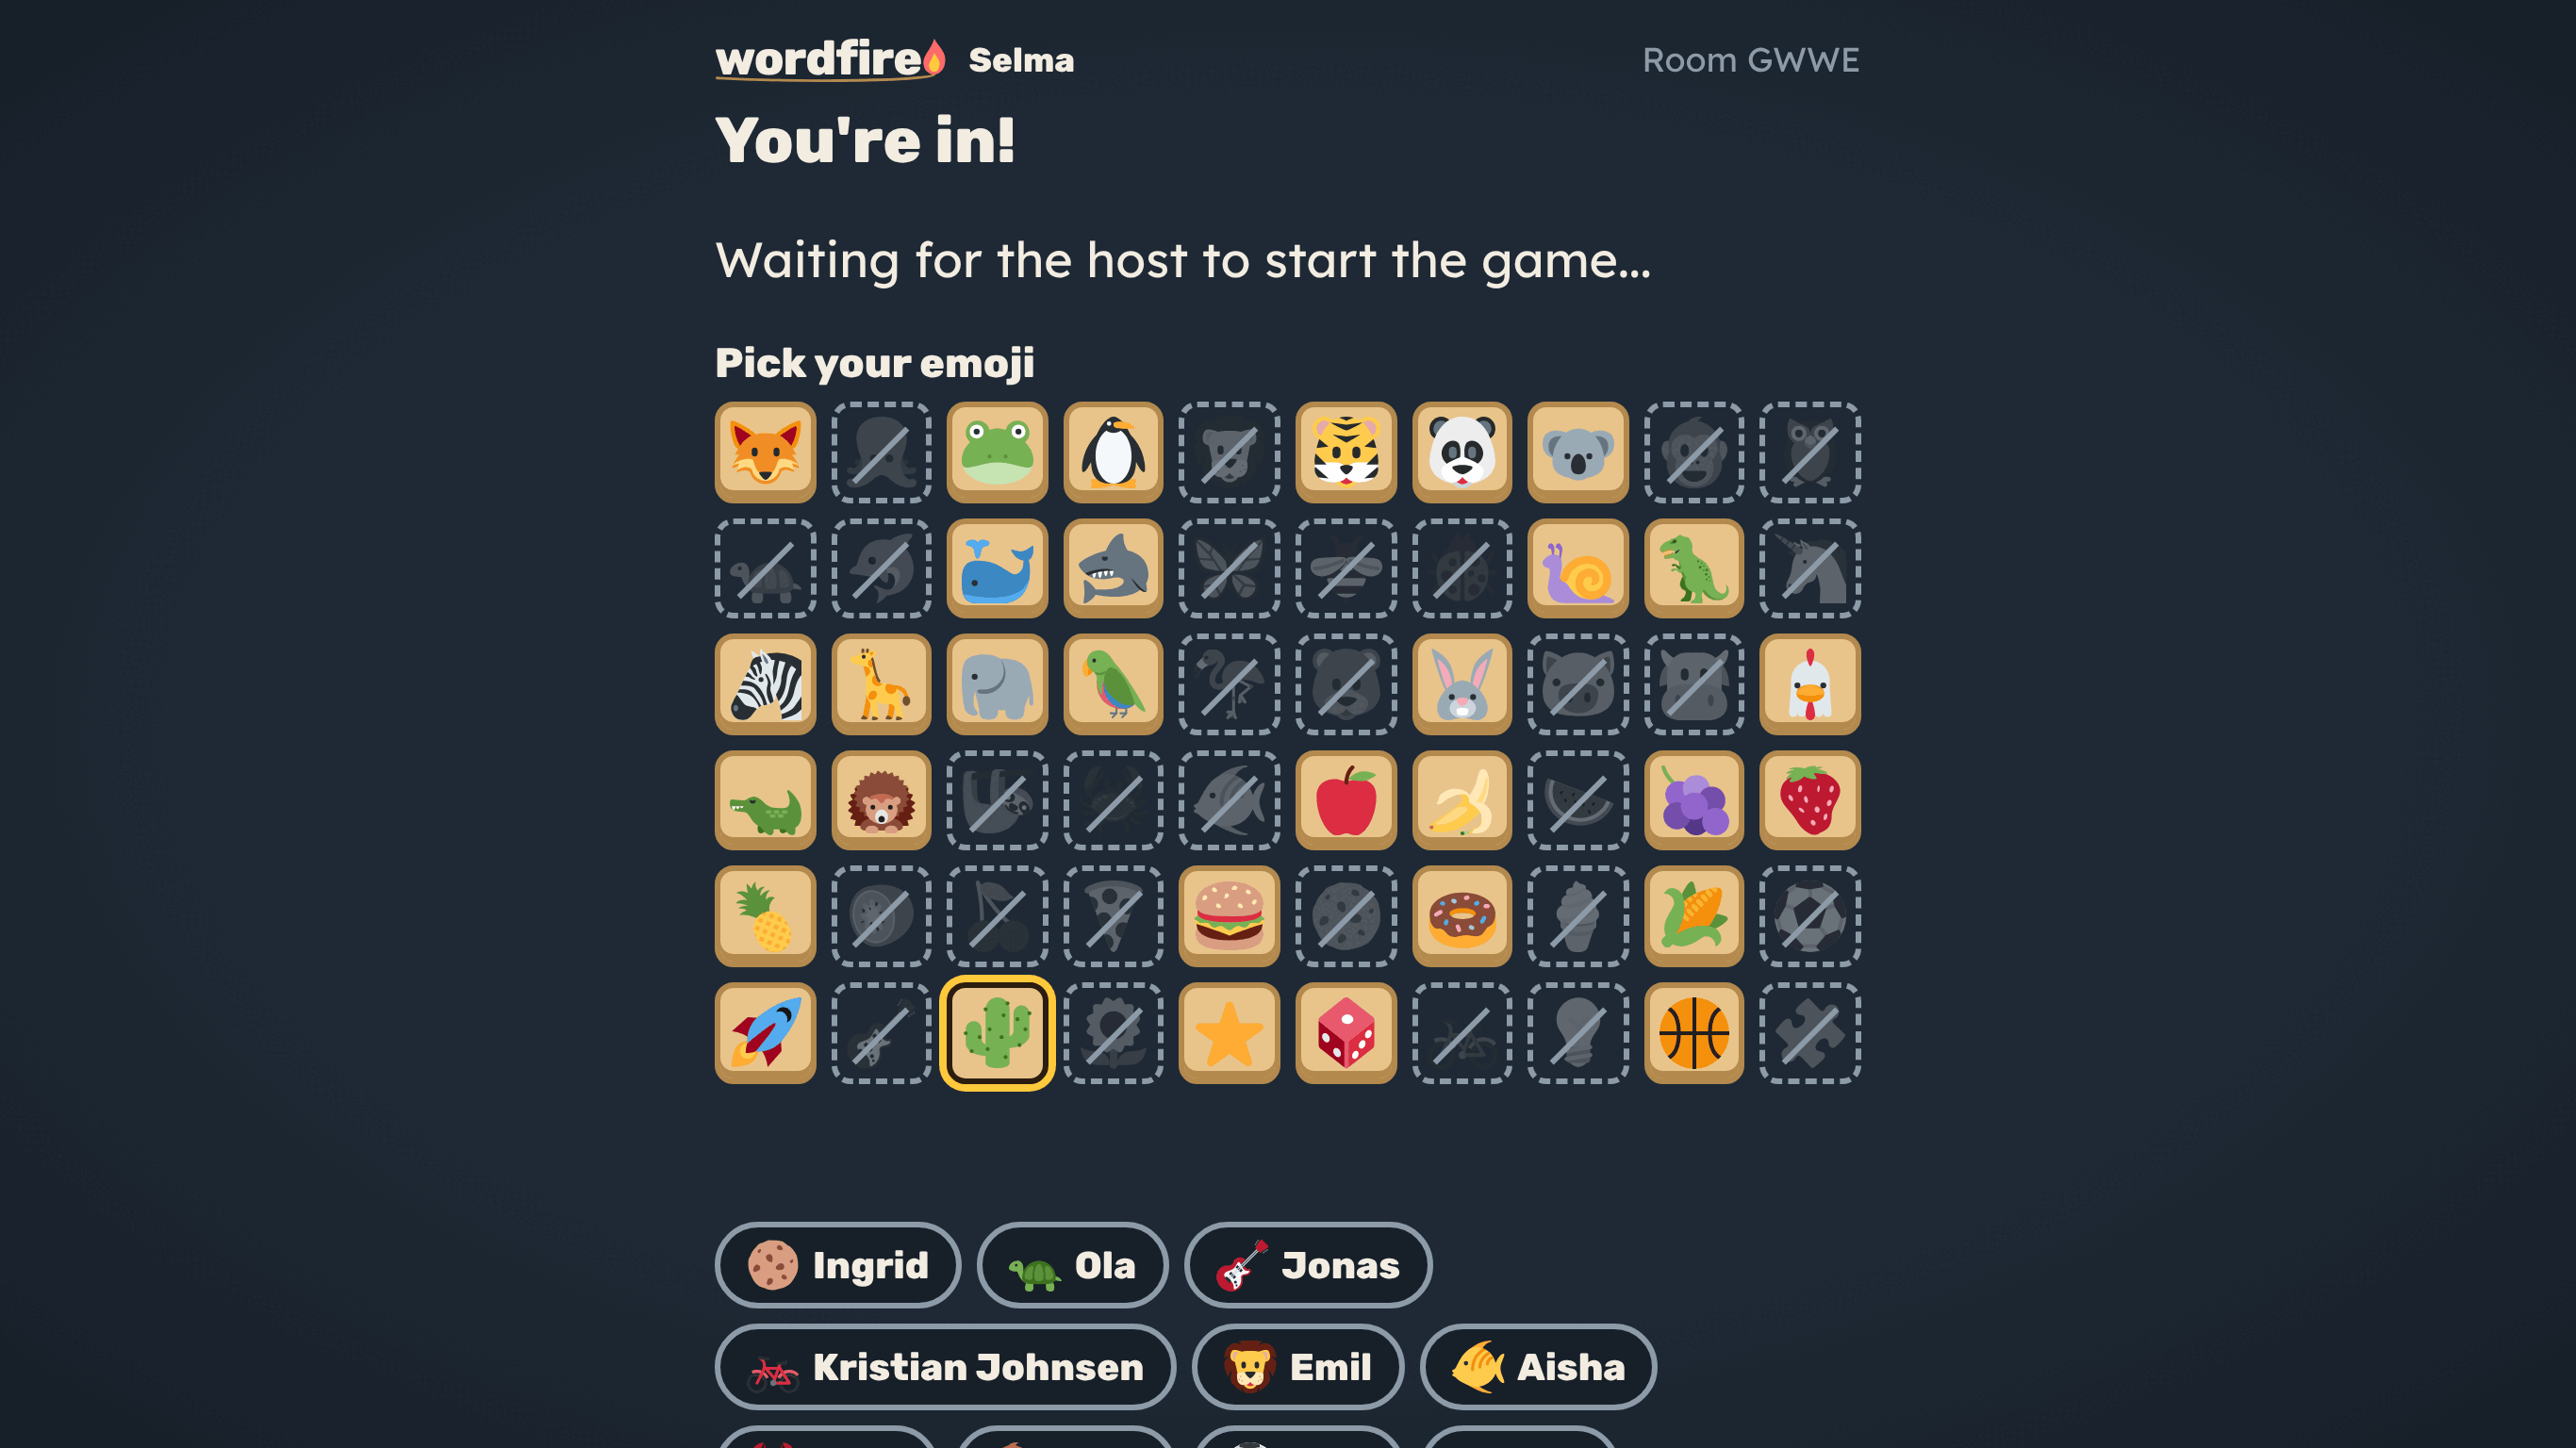 wordfire Selma Room GWWE
You're in!
Waiting for the host to start the game...
Pick your emoji
Ingrid Ola Jonas
Kristian Johnsen Emil Aisha